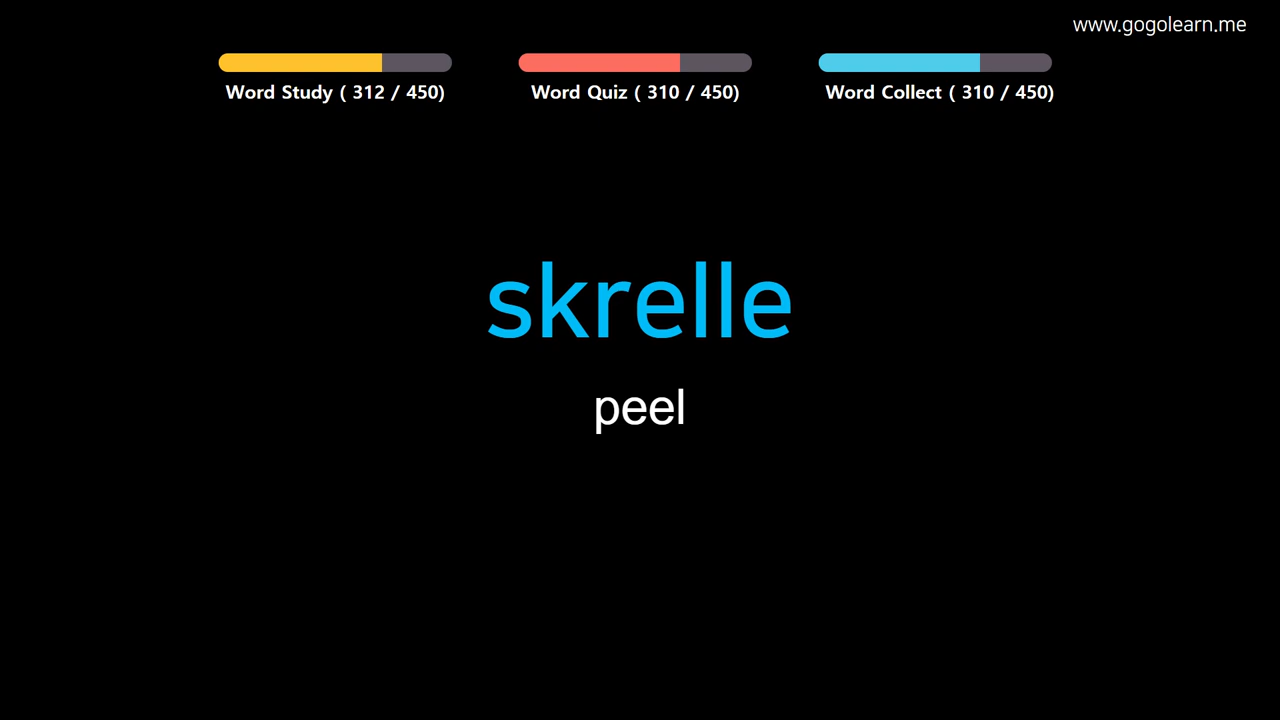 www.gogolearn.me
Word Study ( 312 / 450)
Word Quiz ( 310 / 450)
Word Collect ( 310 / 450)
skrelle
peel